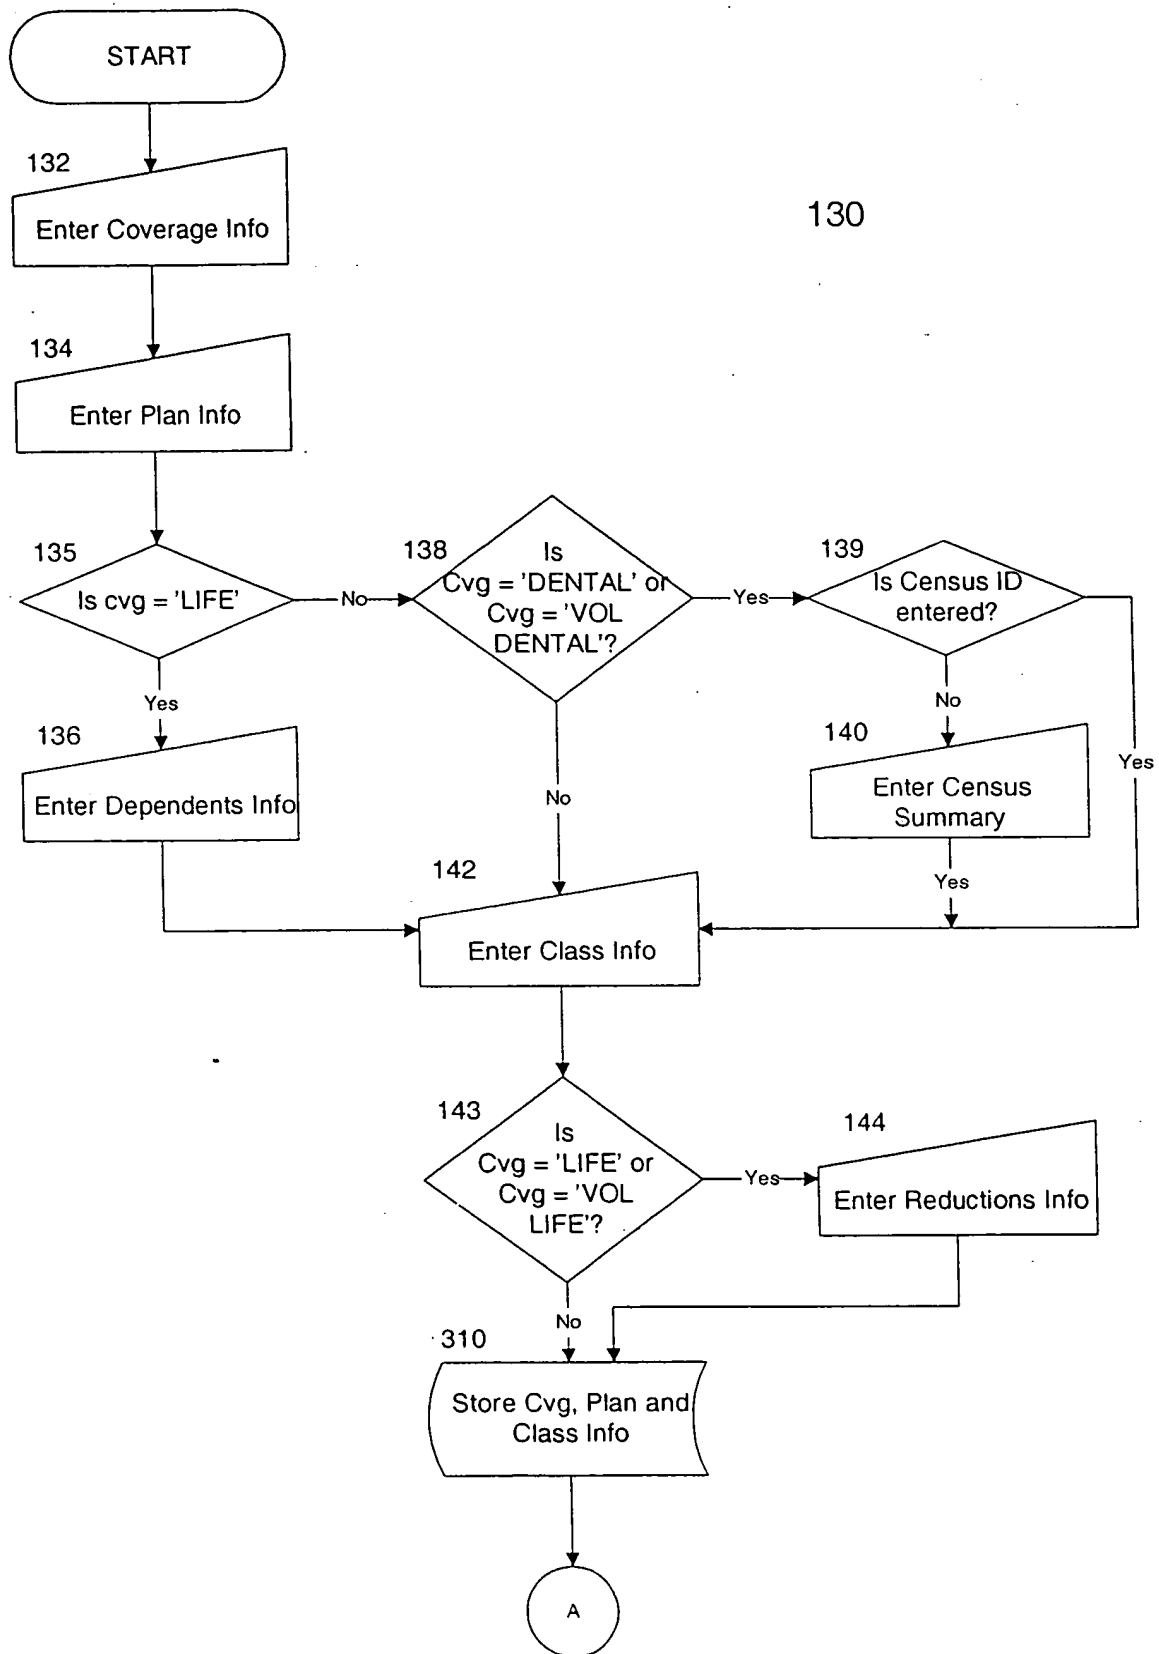 START
132
Enter Coverage Info
130
134
Enter Plan Info
135
Is cvg = 'LIFE'
No
138
Is
Cvg = 'DENTAL' or
Cvg = 'VOL
DENTAL'?
Yes
139
Is Census ID
entered?
Yes
136
Enter Dependents Info
No
No
140
Enter Census
Summary
Yes
Yes
142
Enter Class Info
143
Is
Cvg = 'LIFE' or
Cvg = 'VOL
LIFE'?
Yes
144
Enter Reductions Info
No
310
Store Cvg, Plan and
Class Info
A